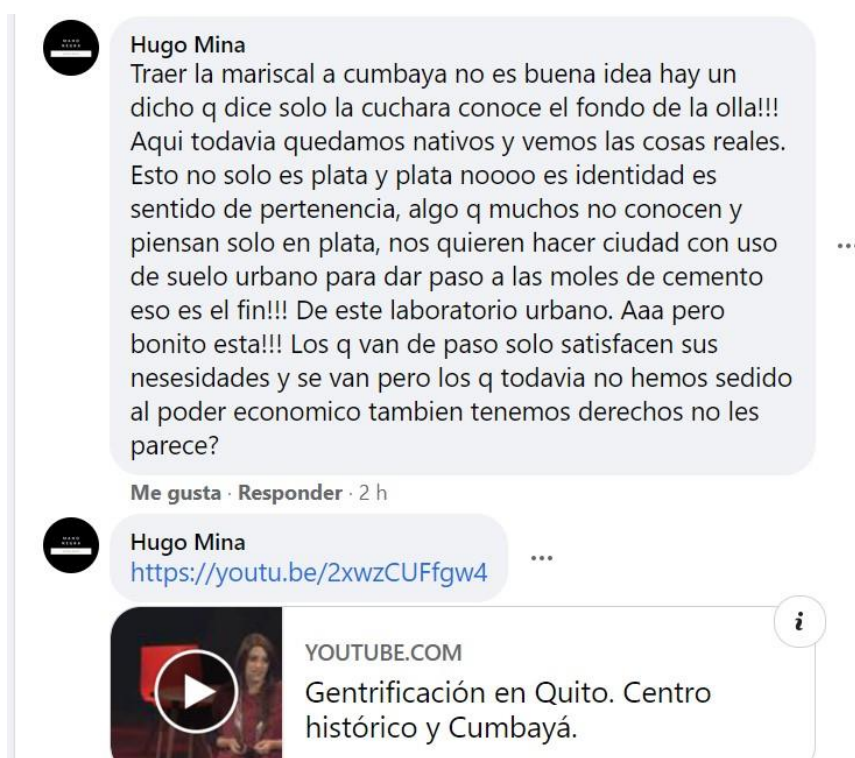 Hugo Mina
Traer la mariscal a cumbaya no es buena idea hay un
dicho q dice solo la cuchara conoce el fondo de la olla!!!
Aqui todavia quedamos nativos y vemos las cosas reales.
Esto no solo es plata y plata noooo es identidad es
sentido de pertenencia, algo q muchos no conocen y
piensan solo en plata, nos quieren hacer ciudad con uso
de suelo urbano para dar paso a las moles de cemento
eso es el fin!!! De este laboratorio urbano. Aaa pero
bonito esta!!! Los q van de paso solo satisfacen sus
nesesidades y se van pero los q todavia no hemos sedido
al poder economico tambien tenemos derechos no les
parece?
Me gusta · Responder · 2 h
Hugo Mina
https://youtu.be/2xwzCUFfgw4
YOUTUBE.COM
Gentrificación en Quito. Centro
histórico y Cumbayá.